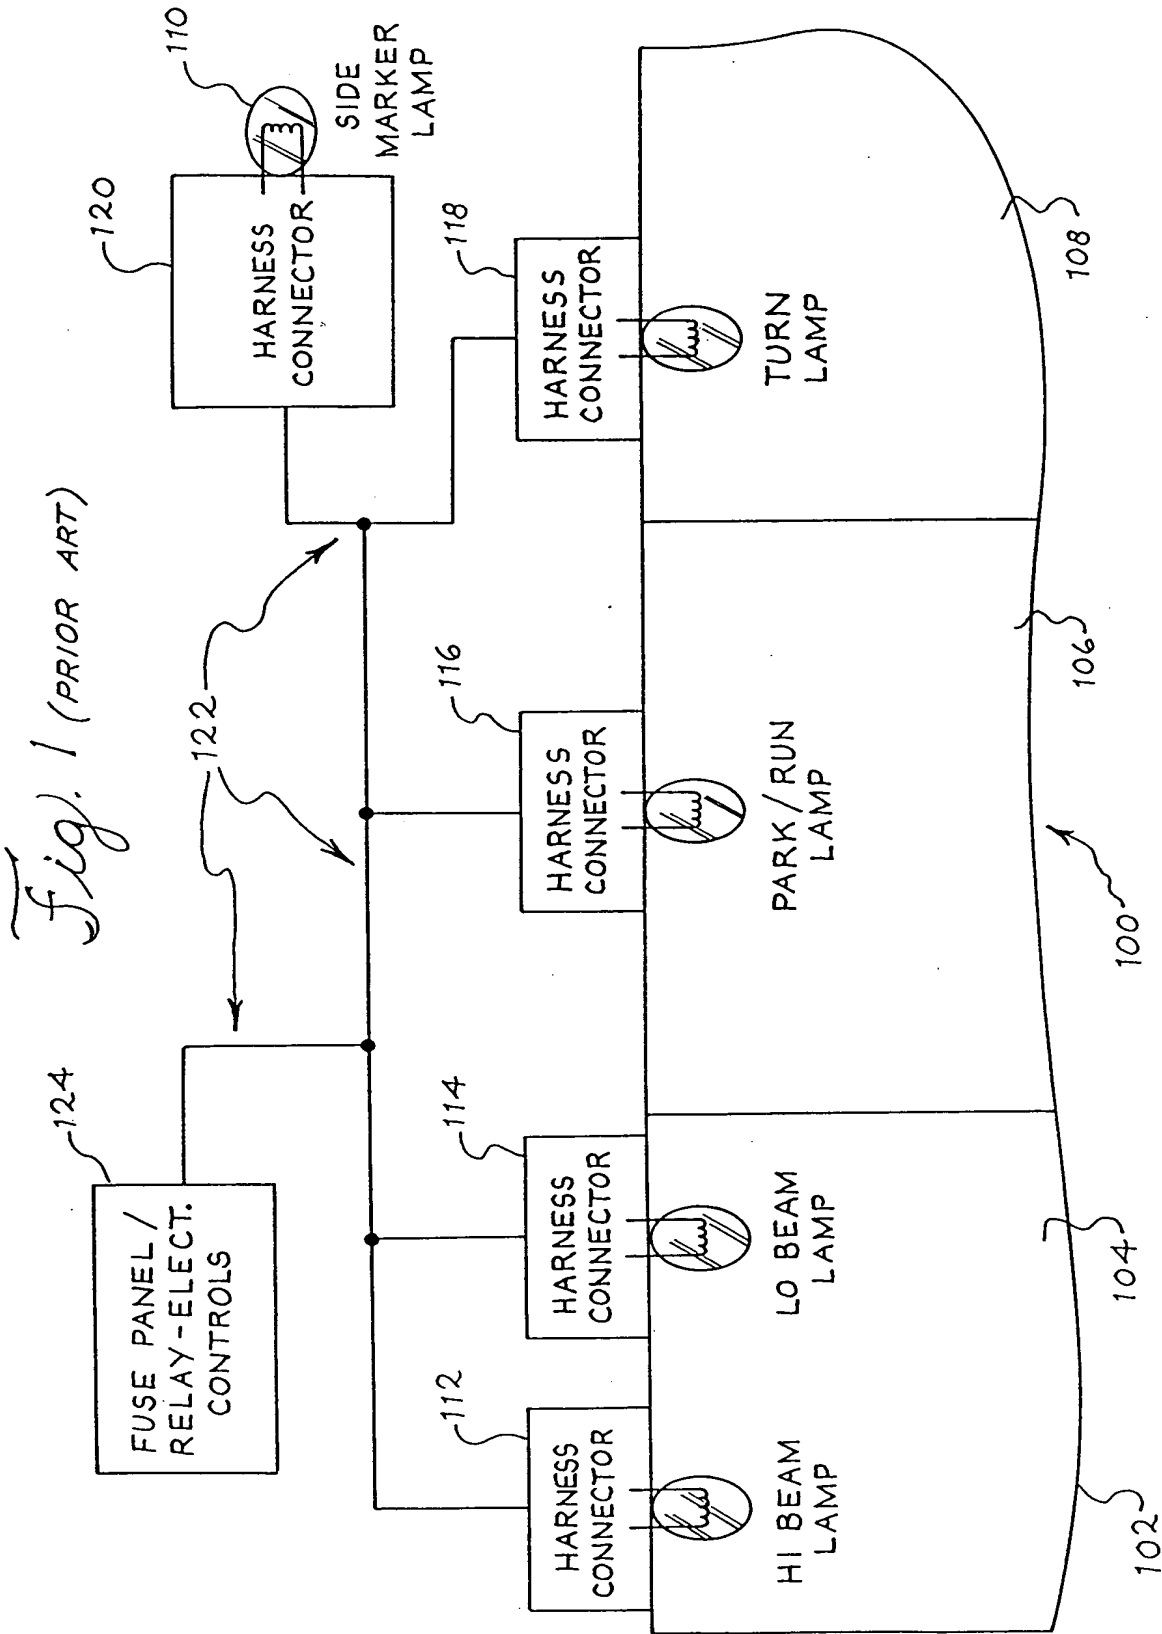 Fig. 1 (PRIOR ART)
124
FUSE PANEL /
RELAY-ELECT.
CONTROLS
122
120
HARNESS
CONNECTOR
110
SIDE
MARKER
LAMP
112
HARNESS
CONNECTOR
114
HARNESS
CONNECTOR
116
HARNESS
CONNECTOR
118
HARNESS
CONNECTOR
HI BEAM
LAMP
LO BEAM
LAMP
PARK / RUN
LAMP
TURN
LAMP
102
104
100
106
108